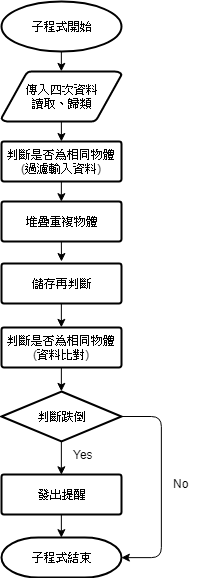 子程式開始
傳入四次資料
讀取、歸類
判斷是否為相同物體
(過濾輸入資料)
堆疊重複物體
儲存再判斷
判斷是否為相同物體
(資料比對)
判斷跌倒
Yes
No
發出提醒
子程式結束